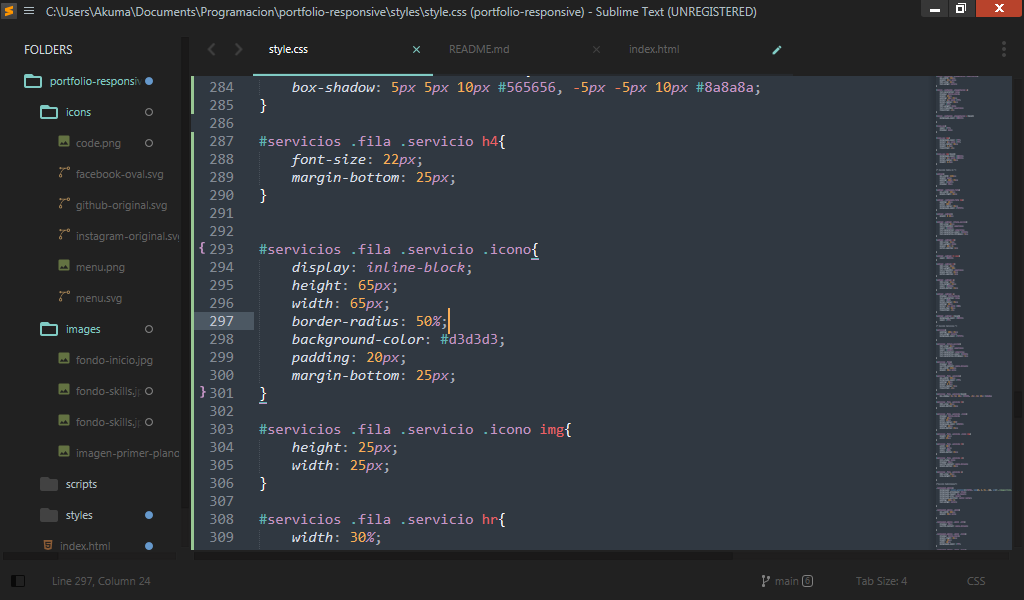 C:\Users\Akuma\Documents\Programacion\portfolio-responsive\styles\style.css (portfolio-responsive) - Sublime Text (UNREGISTERED)
FOLDERS
portfolio-responsiv
icons
code.png
facebook-oval.svg
github-original.svg
instagram-original.sv
menu.png
menu.svg
images
fondo-inicio.jpg
fondo-skills.j
fondo-skills.j
imagen-primer-plano
scripts
styles
index.html
style.css
README.md
index.html
284 box-shadow: 5px 5px 10px #565656, -5px -5px 10px #8a8a8a;
285 }
286
287 #servicios .fila .servicio h4{
288 font-size: 22px;
289 margin-bottom: 25px;
290 }
291
292
293 #servicios .fila .servicio .icono{
294 display: inline-block;
295 height: 65px;
296 width: 65px;
297 border-radius: 50%;
298 background-color: #d3d3d3;
299 padding: 20px;
300 margin-bottom: 25px;
301 }
302
303 #servicios .fila .servicio .icono img{
304 height: 25px;
305 width: 25px;
306 }
307
308 #servicios .fila .servicio hr{
309 width: 30%;
Line 297, Column 24
main 6
Tab Size: 4
CSS